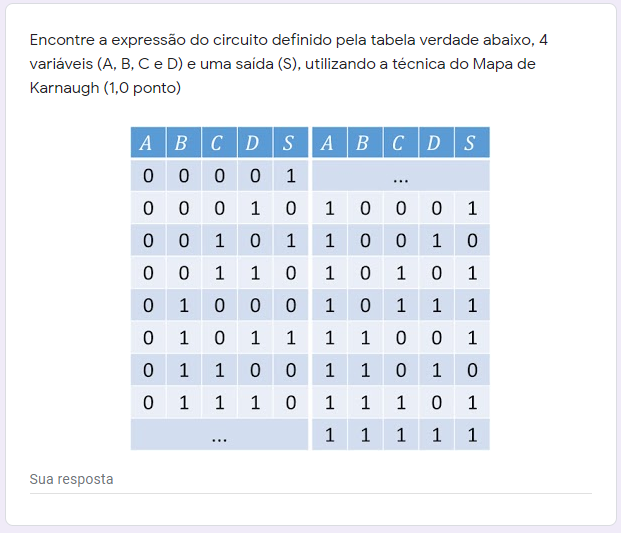 Encontre a expressão do circuito definido pela tabela verdade abaixo, 4
variáveis (A, B, C e D) e uma saída (S), utilizando a técnica do Mapa de
Karnaugh (1,0 ponto)
A B C D S A B C D S
0 0 0 0 1 ...
0 0 0 1 0 1 0 0 0 1
0 0 1 0 1 1 0 0 1 0
0 0 1 1 0 1 0 1 0 1
0 1 0 0 0 1 0 1 1 1
0 1 0 1 1 1 1 0 0 1
0 1 1 0 0 1 1 0 1 0
0 1 1 1 0 1 1 1 0 1
... 1 1 1 1 1
Sua resposta